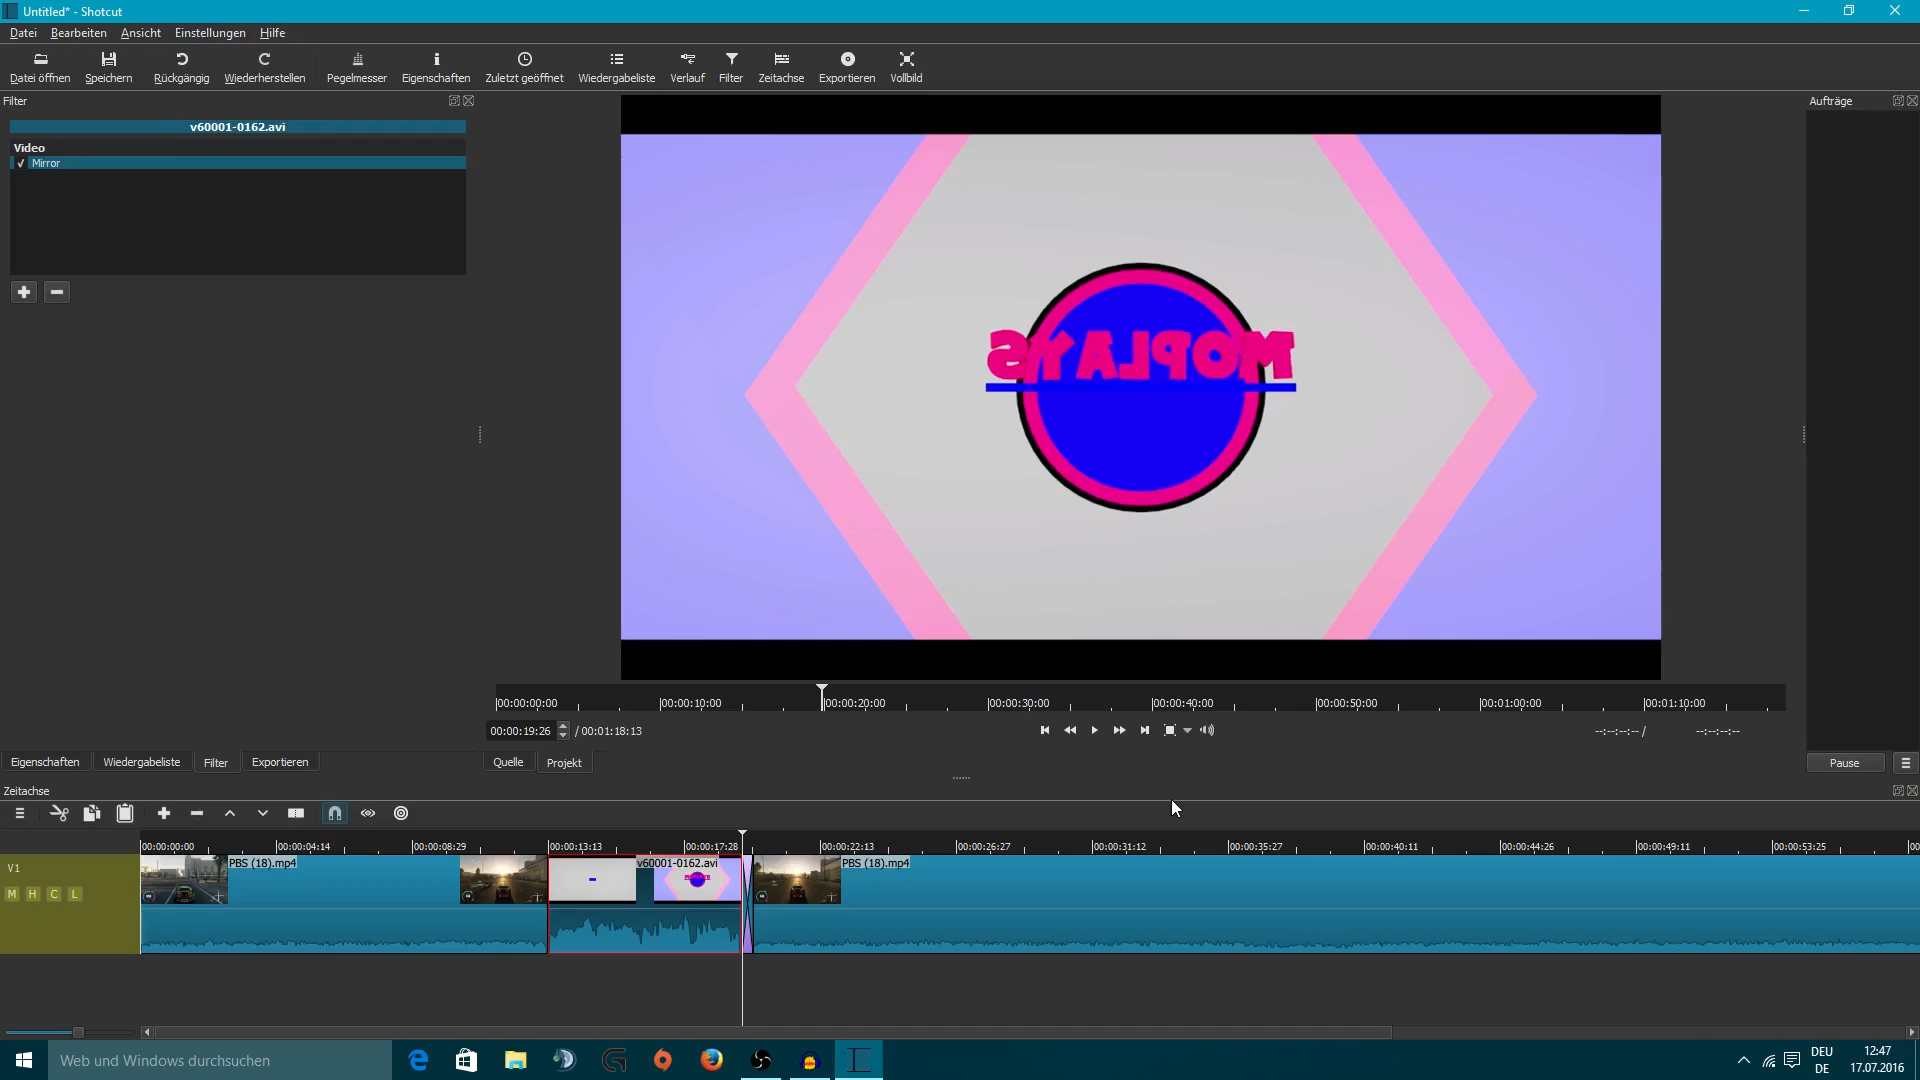 Untitled* - Shotcut
Datei Bearbeiten Ansicht Einstellungen Hilfe
Datei öffnen Speichern Rückgängig Wiederherstellen Pegelmesser Eigenschaften Zuletzt geöffnet Wiedergabeliste Verlauf Filter Zeitachse Exportieren Vollbild
Filter
Aufträge
v60001-0162.avi
Video
Mirror
MOPLAYS
00:00:00:00 00:00:10:00 00:00:20:00 00:00:30:00 00:00:40:00 00:00:50:00 00:01:00:00 00:01:10:00
00:00:19:26 / 00:01:18:13
--:--:--:-- / --:--:--:--
Eigenschaften Wiedergabeliste Filter Exportieren
Quelle Projekt
Pause
Zeitachse
00:00:00:00 00:00:04:14 00:00:08:29 00:00:13:13 00:00:17:28 00:00:22:13 00:00:26:27 00:00:31:12 00:00:35:27 00:00:40:11 00:00:44:26 00:00:49:11 00:00:53:25 00
V1
M H C L
PBS (18).mp4
v60001-0162.avi
PBS (18).mp4
Web und Windows durchsuchen
DEU
DE
12:47
17.07.2016